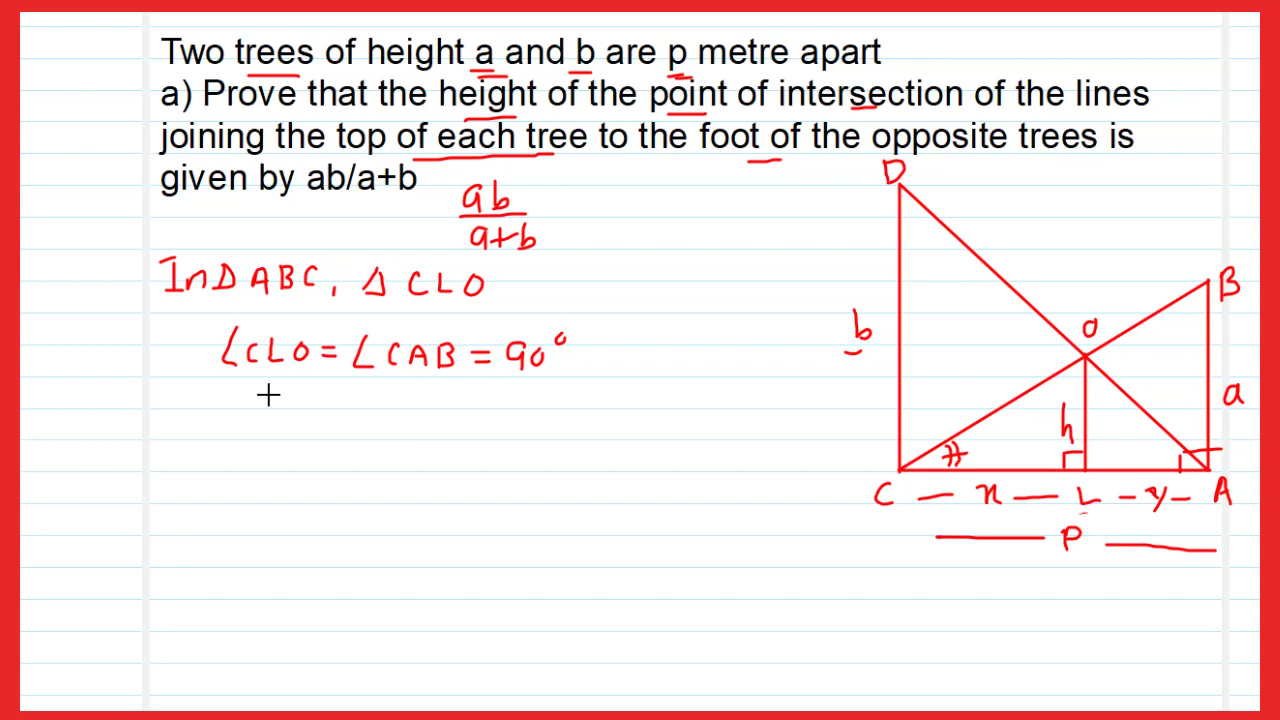 Two trees of height a and b are p metre apart
a) Prove that the height of the point of intersection of the lines
joining the top of each tree to the foot of the opposite trees is
given by ab/a+b
ab
a+b
In Δ ABC, Δ CLO
∠CLO = ∠CAB = 90°
D
B
O
b
a
h
C — x — L - y - A
P